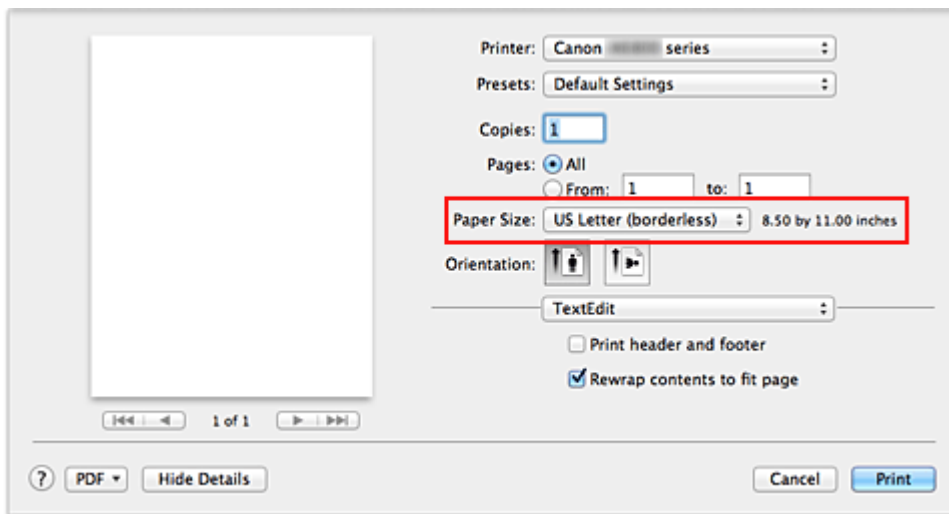 Printer: Canon series
Presets: Default Settings
Copies: 1
Pages: All
From: 1 to: 1
Paper Size: US Letter (borderless) 8.50 by 11.00 inches
Orientation:
TextEdit
Print header and footer
Rewrap contents to fit page
1 of 1
? PDF Hide Details Cancel Print